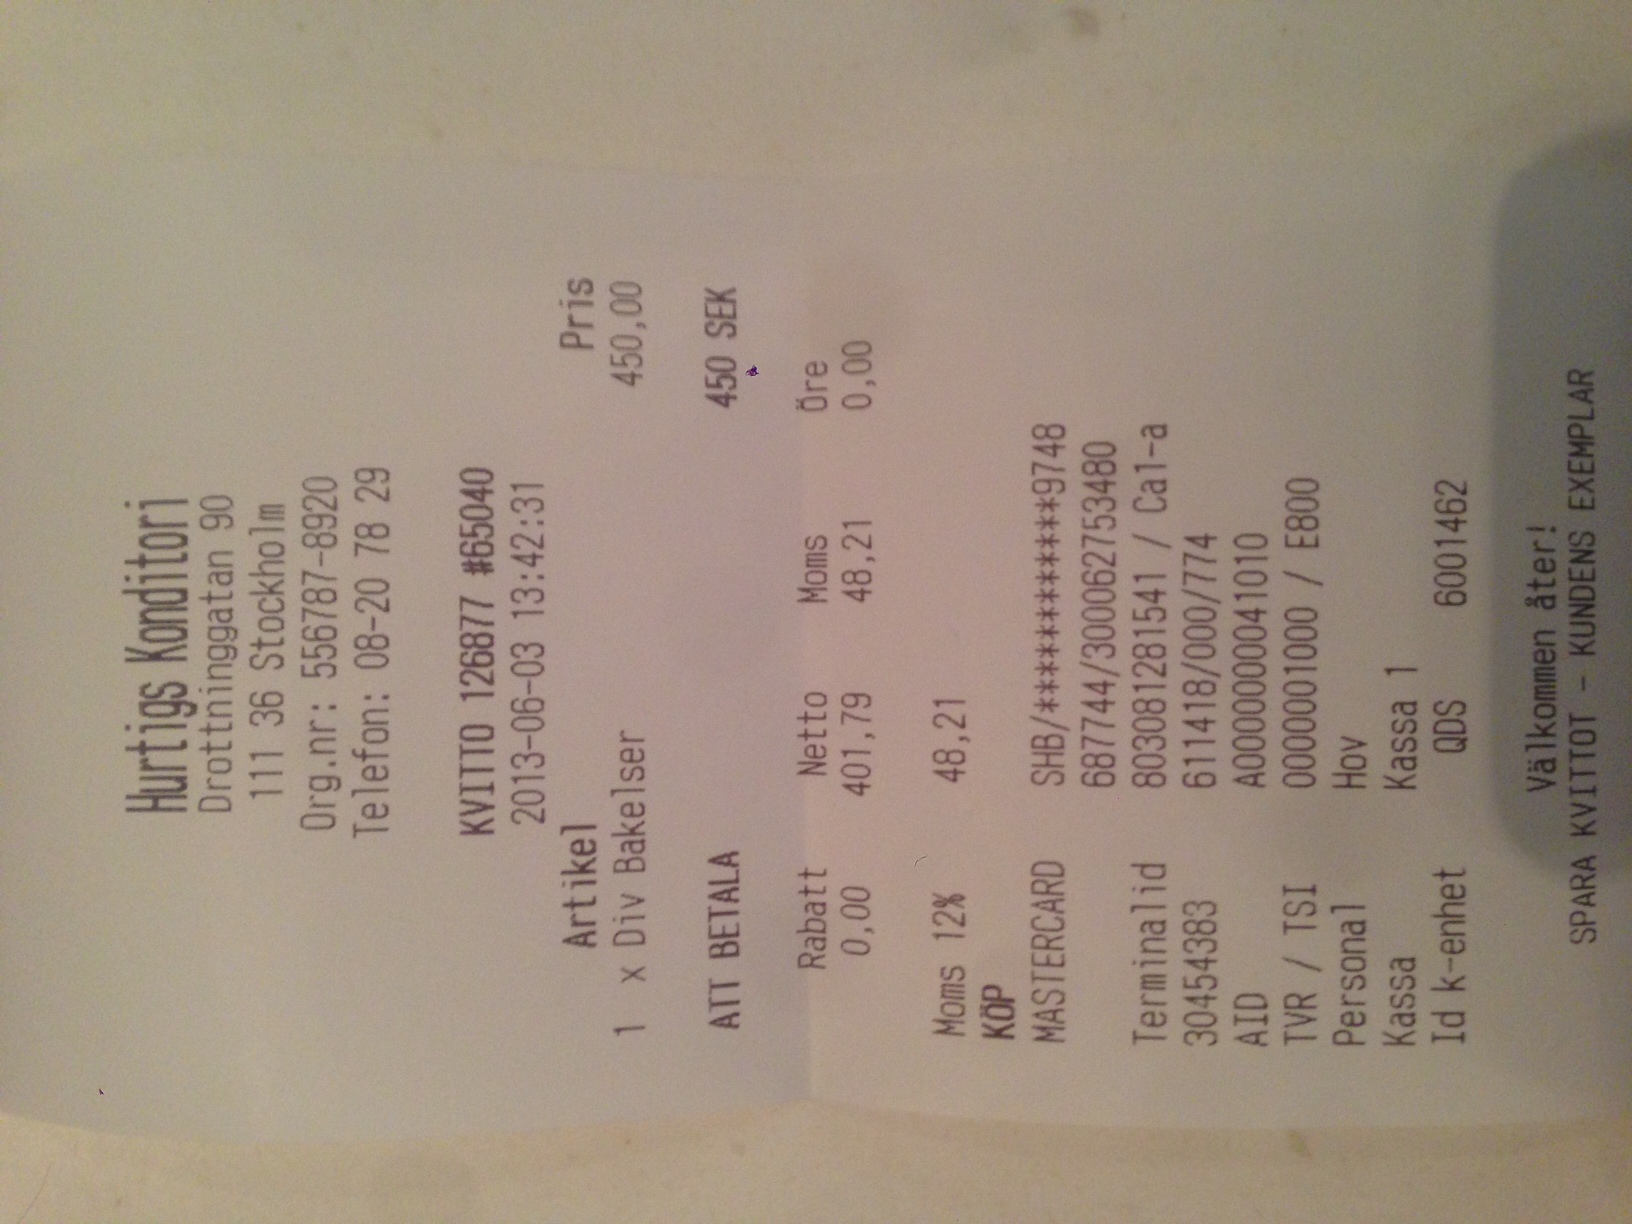 Hurtigs Konditori
Drottninggatan 90
111 36 Stockholm
Org.nr: 556787-8920
Telefon: 08-20 78 29
KVITTO 126877 #65040
2013-06-03 13:42:31
Artikel Pris
1 x Div Bakelser 450,00
ATT BETALA 450 SEK
Rabatt Netto Moms Öre
0,00 401,79 48,21 0,00
Moms 12% 48,21
KÖP
MASTERCARD SHB/************9748
687744/300062753480
Terminalid 803081281541 / Ca1-a
30454383 611418/000/774
AID A0000000041010
TVR / TSI 0000001000 / E800
Personal Hov
Kassa Kassa 1
Id k-enhet QDS 6001462
Välkommen åter!
SPARA KVITTOT - KUNDENS EXEMPLAR